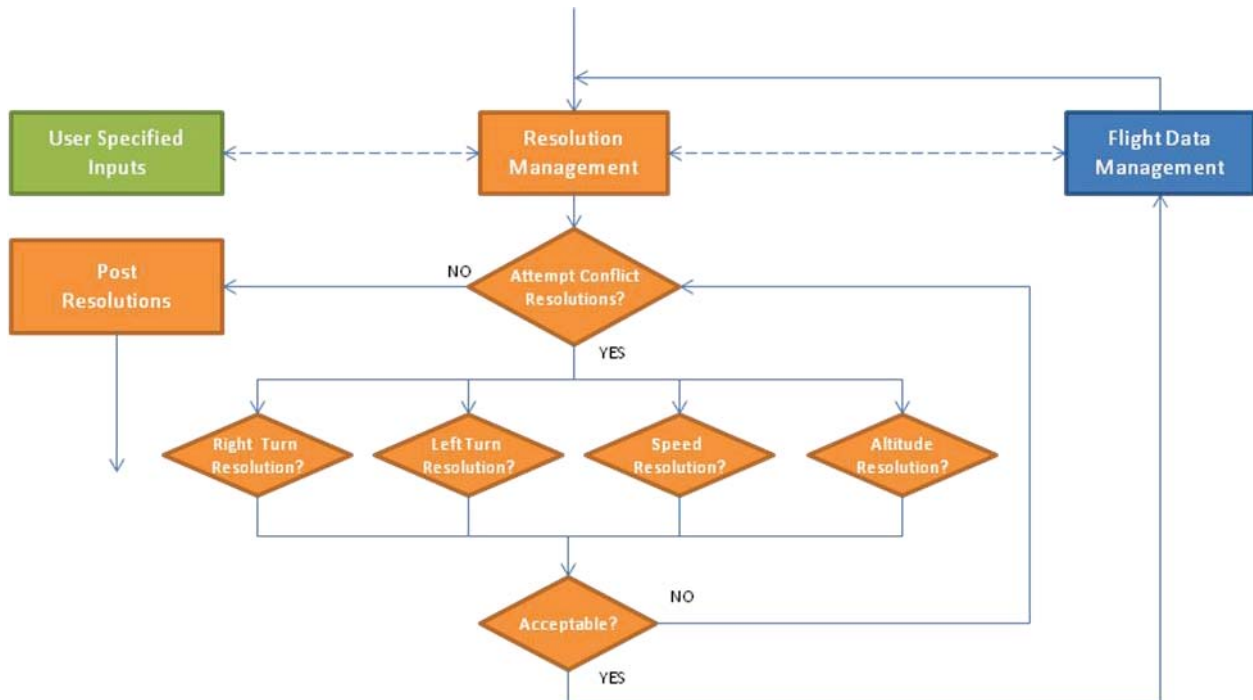 User Specified
Inputs
Resolution
Management
Flight Data
Management
Post
Resolutions
NO
Attempt Conflict
Resolutions?
YES
Right Turn
Resolution?
Left Turn
Resolution?
Speed
Resolution?
Altitude
Resolution?
Acceptable?
NO
YES